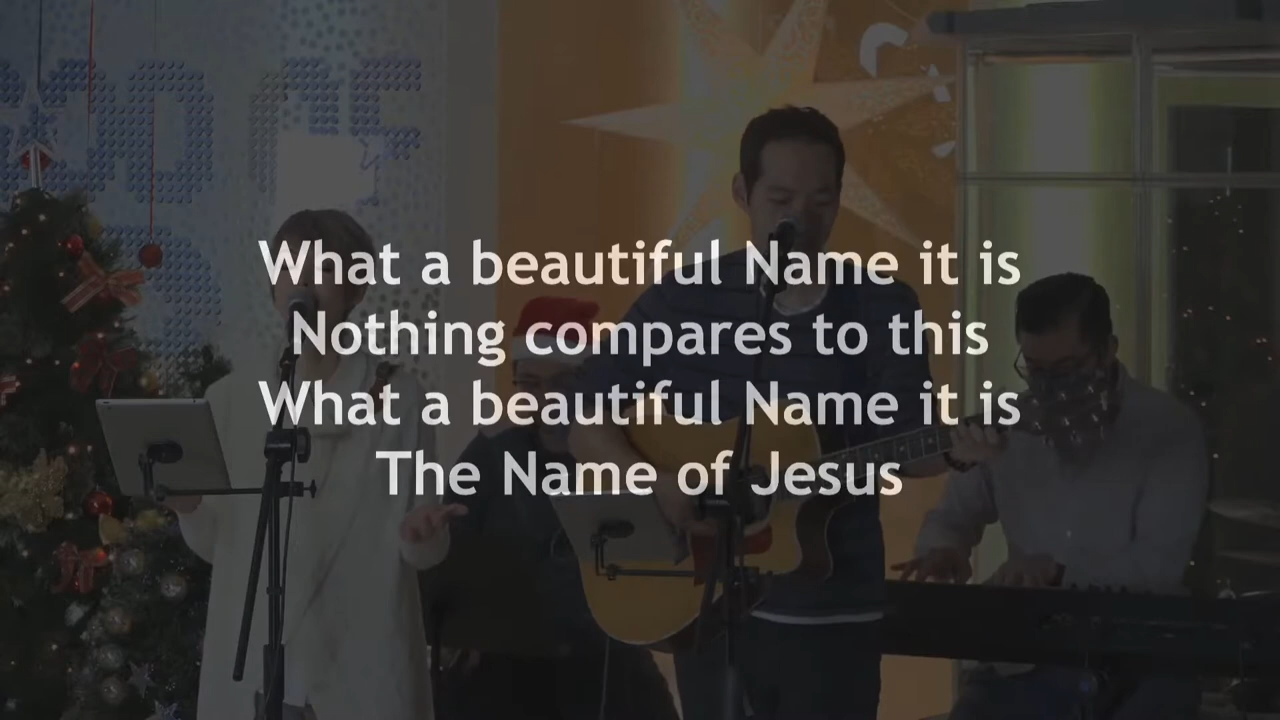 What a beautiful Name it is
Nothing compares to this
What a beautiful Name it is
The Name of Jesus